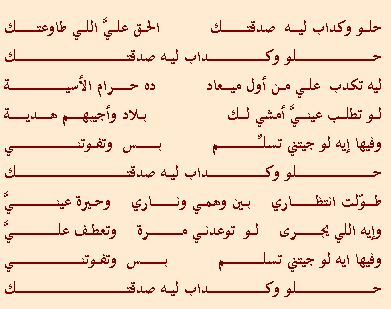 حلو وكداب ليه صدقتك الحق عليَّ اللي طاوعتك
حلو وكداب ليه صدقتك
ليه تكدب علي من أول ميعاد ده حرام الأسية
لو تطلب عينيَّ أمشي لك بلاد وأجيبهم هدية
وفيها إيه لو جيتني تسلِّم بس وتفوتني
حلو وكداب ليه صدقتك
طوّلت انتظاري بين وهمي وناري وحيرة عينيَّ
وإيه اللي يجرى لو توعدني مرة وتعطف عليَّ
وفيها ايه لو جيتني تسلم بس وتفوتني
حلو وكداب ليه صدقتك